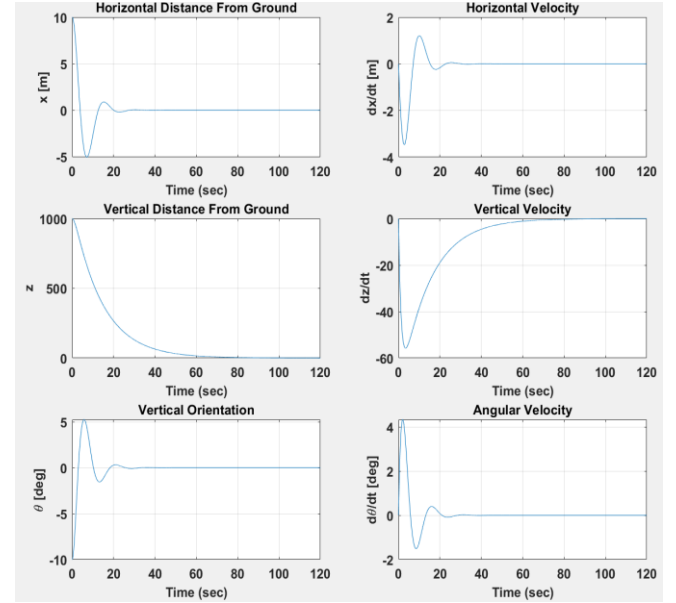 Horizontal Distance From Ground
10
5
0
-5
x [m]
0 20 40 60 80 100 120
Time (sec)
Horizontal Velocity
2
0
-2
-4
dx/dt [m]
0 20 40 60 80 100 120
Time (sec)
Vertical Distance From Ground
1000
500
0
z
0 20 40 60 80 100 120
Time (sec)
Vertical Velocity
0
-20
-40
-60
dz/dt
0 20 40 60 80 100 120
Time (sec)
Vertical Orientation
5
0
-5
-10
θ [deg]
0 20 40 60 80 100 120
Time (sec)
Angular Velocity
4
2
0
-2
dθ/dt [deg]
0 20 40 60 80 100 120
Time (sec)